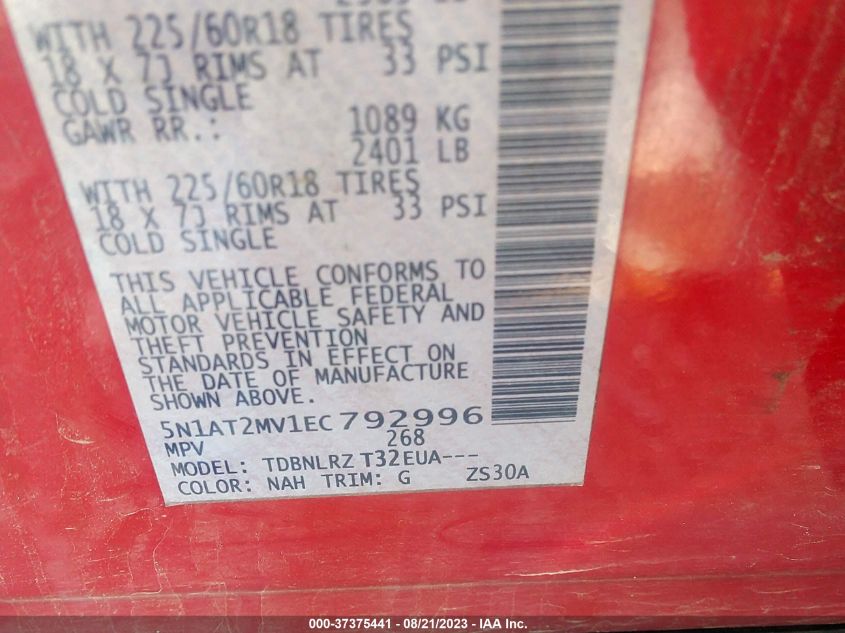 WITH 225/60R18 TIRES
18 X 7J RIMS AT 33 PSI
COLD SINGLE
GAWR RR.: 1089 KG
2401 LB
WITH 225/60R18 TIRES
18 X 7J RIMS AT 33 PSI
COLD SINGLE
THIS VEHICLE CONFORMS TO
ALL APPLICABLE FEDERAL
MOTOR VEHICLE SAFETY AND
THEFT PREVENTION
STANDARDS IN EFFECT ON
THE DATE OF MANUFACTURE
SHOWN ABOVE.
5N1AT2MV1EC792996
MPV 268
MODEL: TDBNLRZ T32EUA---
COLOR: NAH TRIM: G ZS30A
000-37375441 - 08/21/2023 - IAA Inc.